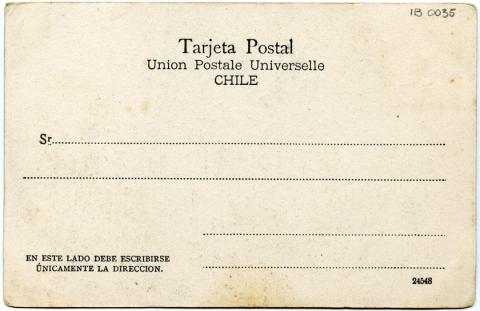 IB 0035
Tarjeta Postal
Union Postale Universelle
CHILE
Sr
EN ESTE LADO DEBE ESCRIBIRSE
ÚNICAMENTE LA DIRECCION.
24548